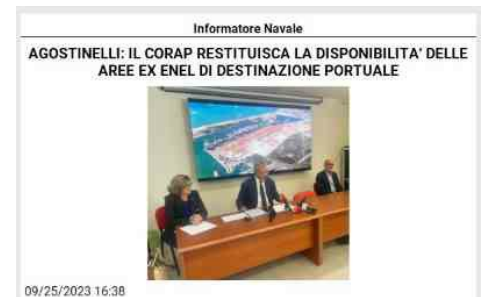 Informatore Navale
AGOSTINELLI: IL CORAP RESTITUISCA LA DISPONIBILITA' DELLE
AREE EX ENEL DI DESTINAZIONE PORTUALE
09/25/2023 16:38